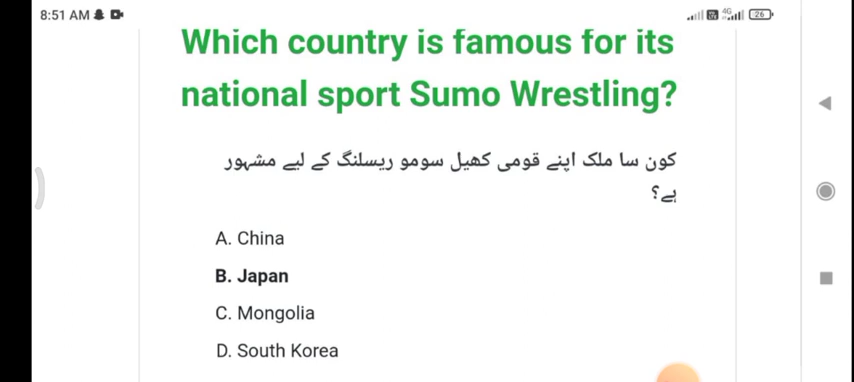 8:51 AM
4G
26
Which country is famous for its
national sport Sumo Wrestling?
کون سا ملک اپنے قومی کھیل سومو ریسلنگ کے لیے مشہور
ہے؟
A. China
B. Japan
C. Mongolia
D. South Korea